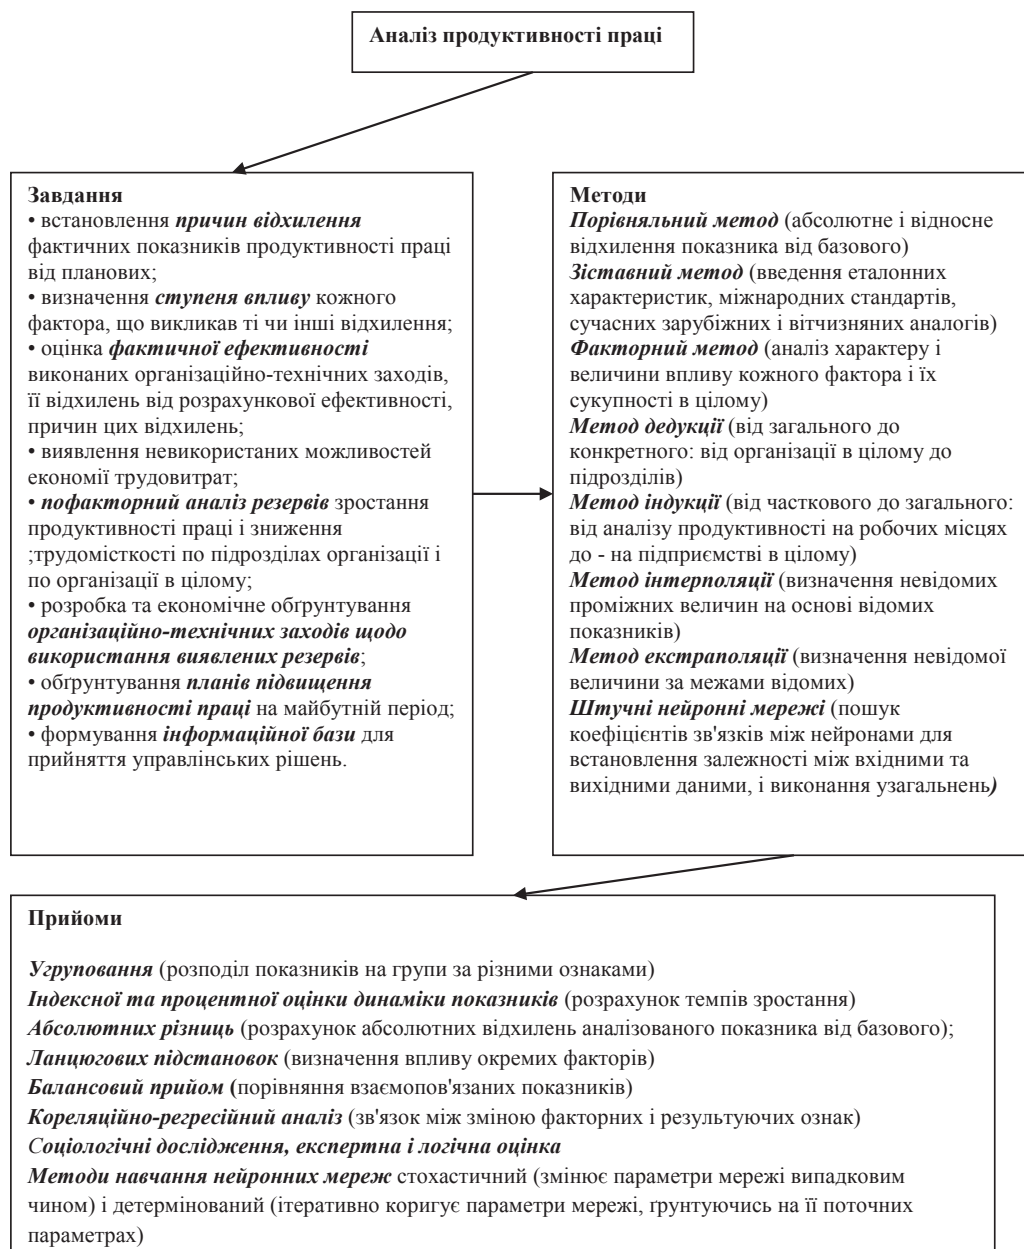 Аналіз продуктивності праці
Завдання
• встановлення причин відхилення
фактичних показників продуктивності праці
від планових;
• визначення ступеня впливу кожного
фактора, що викликав ті чи інші відхилення;
• оцінка фактичної ефективності
виконаних організаційно-технічних заходів,
її відхилень від розрахункової ефективності,
причин цих відхилень;
• виявлення невикористаних можливостей
економії трудовитрат;
• пофакторний аналіз резервів зростання
продуктивності праці і зниження
;трудомісткості по підрозділах організації і
по організації в цілому;
• розробка та економічне обґрунтування
організаційно-технічних заходів щодо
використання виявлених резервів;
• обґрунтування планів підвищення
продуктивності праці на майбутній період;
• формування інформаційної бази для
прийняття управлінських рішень.
Методи
Порівняльний метод (абсолютне і відносне
відхилення показника від базового)
Зіставний метод (введення еталонних
характеристик, міжнародних стандартів,
сучасних зарубіжних і вітчизняних аналогів)
Факторний метод (аналіз характеру і
величини впливу кожного фактора і їх
сукупності в цілому)
Метод дедукції (від загального до
конкретного: від організації в цілому до
підрозділів)
Метод індукції (від часткового до загального:
від аналізу продуктивності на робочих місцях
до - на підприємстві в цілому)
Метод інтерполяції (визначення невідомих
проміжних величин на основі відомих
показників)
Метод екстраполяції (визначення невідомої
величини за межами відомих)
Штучні нейронні мережі (пошук
коефіцієнтів зв'язків між нейронами для
встановлення залежності між вхідними та
вихідними даними, і виконання узагальнень)
Прийоми
Угруповання (розподіл показників на групи за різними ознаками)
Індексної та процентної оцінки динаміки показників (розрахунок темпів зростання)
Абсолютних різниць (розрахунок абсолютних відхилень аналізованого показника від базового);
Ланцюгових підстановок (визначення впливу окремих факторів)
Балансовий прийом (порівняння взаємопов'язаних показників)
Кореляційно-регресійний аналіз (зв'язок між зміною факторних і результуючих ознак)
Соціологічні дослідження, експертна і логічна оцінка
Методи навчання нейронних мереж стохастичний (змінює параметри мережі випадковим
чином) і детермінований (ітеративно коригує параметри мережі, ґрунтуючись на її поточних
параметрах)